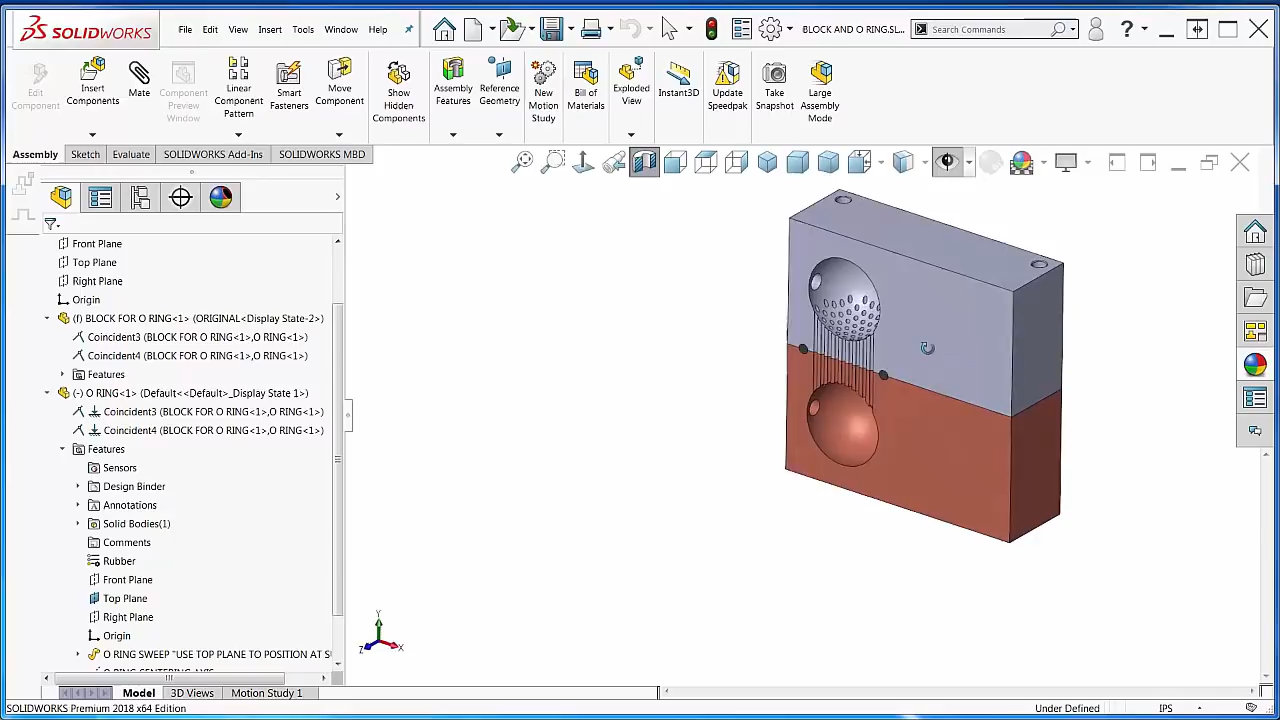 SOLIDWORKS
File Edit View Insert Tools Window Help
BLOCK AND O RING.SL...
Search Commands
Edit Component
Insert Components
Mate
Component Preview Window
Linear Component Pattern
Smart Fasteners
Move Component
Show Hidden Components
Assembly Features
Reference Geometry
New Motion Study
Bill of Materials
Exploded View
Instant3D
Update Speedpak
Take Snapshot
Large Assembly Mode
Assembly Sketch Evaluate SOLIDWORKS Add-Ins SOLIDWORKS MBD
Front Plane
Top Plane
Right Plane
Origin
(f) BLOCK FOR O RING<1> (ORIGINAL<Display State-2>)
Coincident3 (BLOCK FOR O RING<1>,O RING<1>)
Coincident4 (BLOCK FOR O RING<1>,O RING<1>)
Features
(-) O RING<1> (Default<<Default>_Display State 1>)
Coincident3 (BLOCK FOR O RING<1>,O RING<1>)
Coincident4 (BLOCK FOR O RING<1>,O RING<1>)
Features
Sensors
Design Binder
Annotations
Solid Bodies(1)
Comments
Rubber
Front Plane
Top Plane
Right Plane
Origin
O RING SWEEP "USE TOP PLANE TO POSITION AT S
O RING CENTERING AXIS
Y
Z X
Model 3D Views Motion Study 1
SOLIDWORKS Premium 2018 x64 Edition
Under Defined
IPS